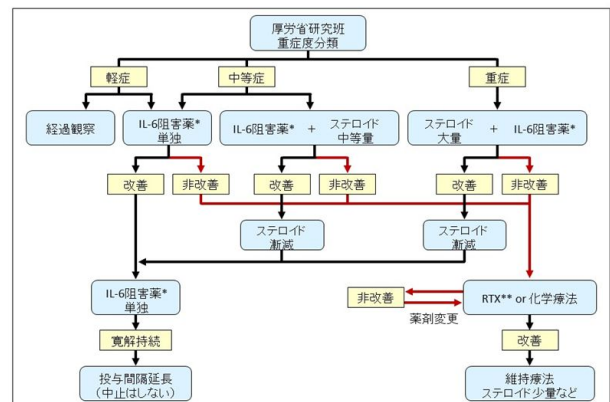 厚労省研究班
重症度分類
軽症
中等症
重症
経過観察
IL-6阻害薬*
単独
IL-6阻害薬* + ステロイド
中等量
ステロイド + IL-6阻害薬*
大量
改善
非改善
改善
非改善
改善
非改善
ステロイド
漸減
ステロイド
漸減
IL-6阻害薬*
単独
非改善
薬剤変更
RTX** or 化学療法
寛解持続
改善
投与間隔延長
(中止はしない)
維持療法
ステロイド少量など